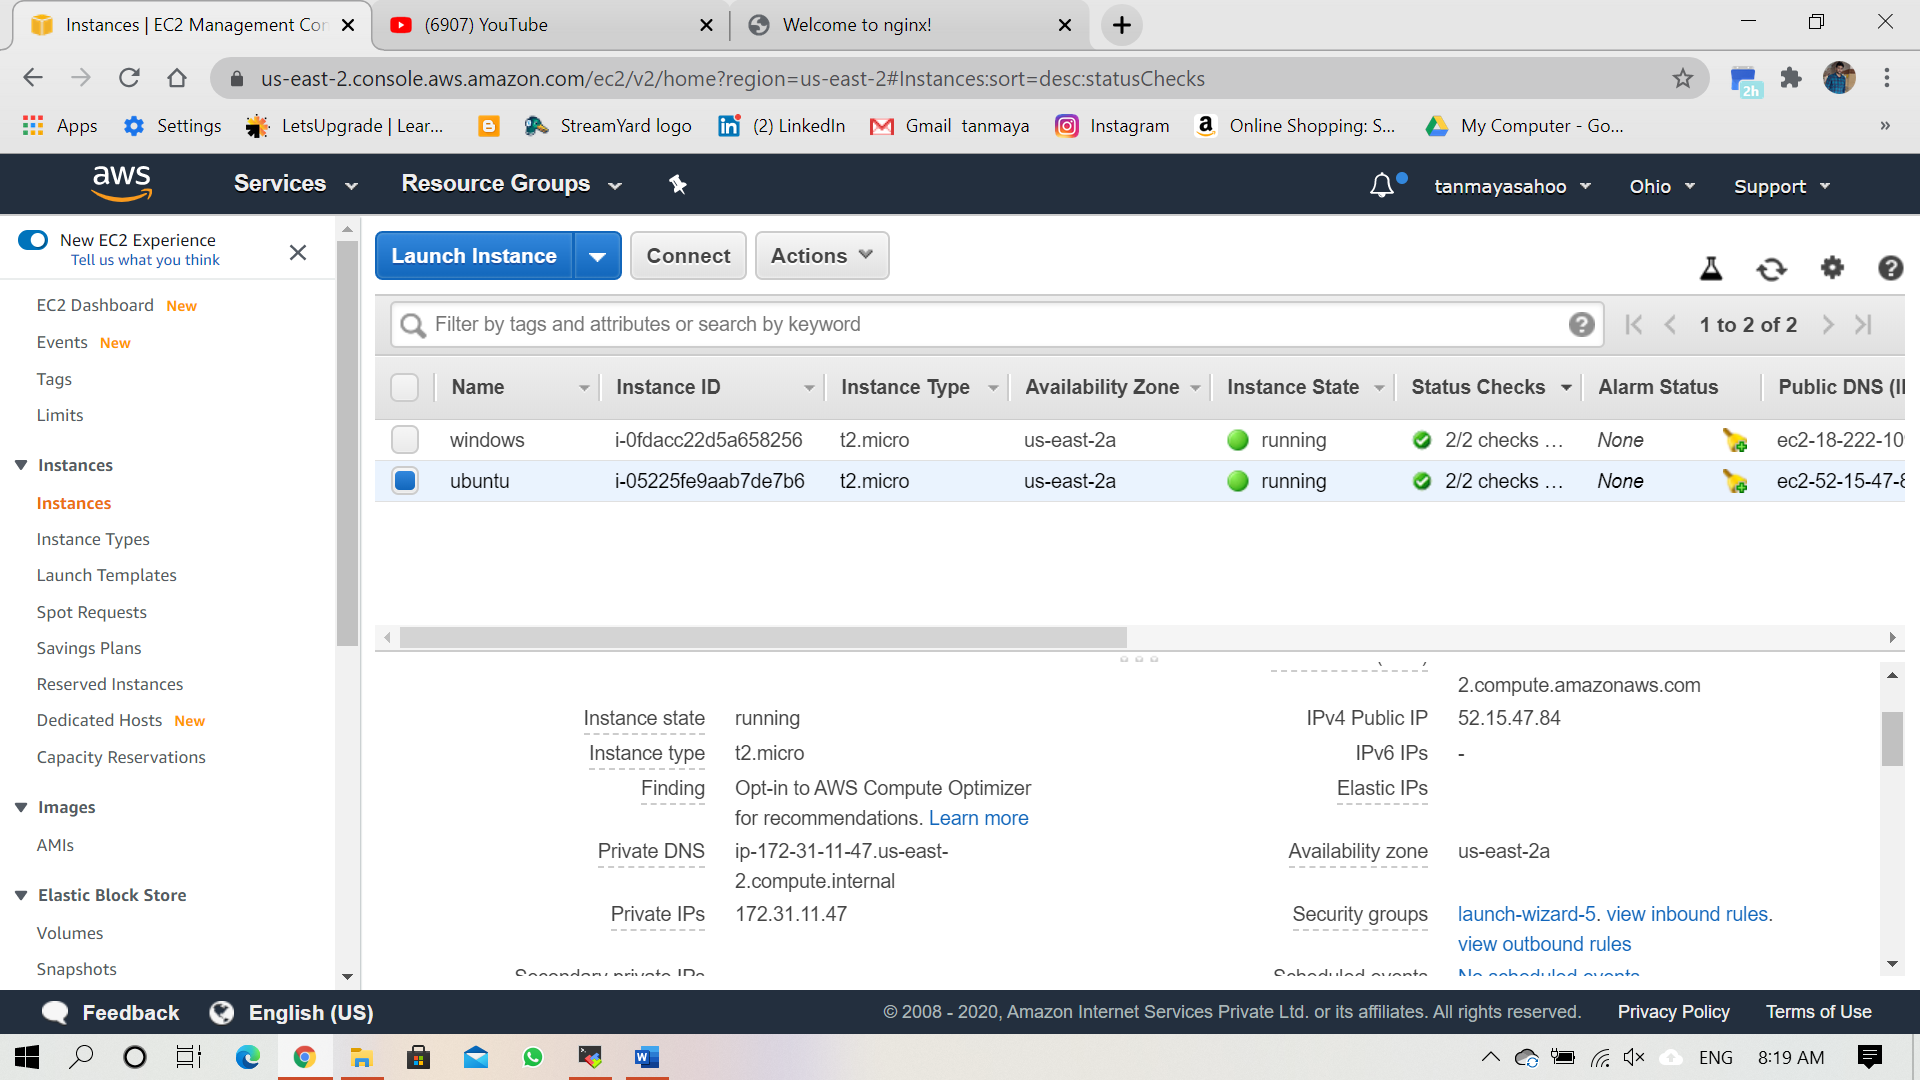 Instances | EC2 Management Con
(6907) YouTube
Welcome to nginx!
us-east-2.console.aws.amazon.com/ec2/v2/home?region=us-east-2#Instances:sort=desc:statusChecks
2h
Apps
Settings
LetsUpgrade | Lear...
StreamYard logo
(2) LinkedIn
Gmail tanmaya
Instagram
Online Shopping: S...
My Computer - Go...
»
aws
Services
Resource Groups
tanmayasahoo
Ohio
Support
New EC2 Experience
Tell us what you think
EC2 Dashboard New
Events New
Tags
Limits
Instances
Instances
Instance Types
Launch Templates
Spot Requests
Savings Plans
Reserved Instances
Dedicated Hosts New
Capacity Reservations
Images
AMIs
Elastic Block Store
Volumes
Snapshots
Launch Instance
Connect
Actions
Filter by tags and attributes or search by keyword
1 to 2 of 2
Name Instance ID Instance Type Availability Zone Instance State Status Checks Alarm Status Public DNS (I
windows i-0fdacc22d5a658256 t2.micro us-east-2a running 2/2 checks ... None ec2-18-222-10
ubuntu i-05225fe9aab7de7b6 t2.micro us-east-2a running 2/2 checks ... None ec2-52-15-47-8
2.compute.amazonaws.com
Instance state running
IPv4 Public IP 52.15.47.84
Instance type t2.micro
IPv6 IPs -
Finding Opt-in to AWS Compute Optimizer
for recommendations. Learn more
Elastic IPs
Private DNS ip-172-31-11-47.us-east-
2.compute.internal
Availability zone us-east-2a
Private IPs 172.31.11.47
Security groups launch-wizard-5. view inbound rules.
view outbound rules
Secondary private IPs
Scheduled events No scheduled events
Feedback
English (US)
© 2008 - 2020, Amazon Internet Services Private Ltd. or its affiliates. All rights reserved.
Privacy Policy
Terms of Use
ENG
8:19 AM